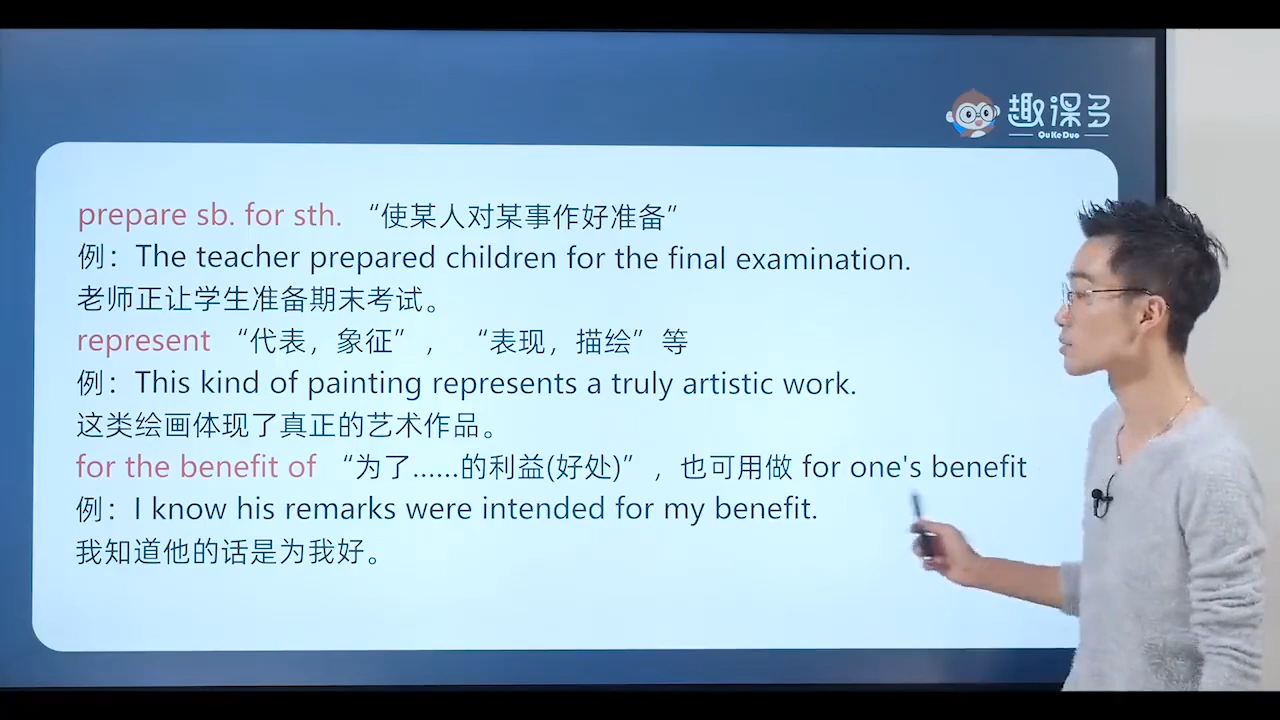 趣课多
QuKeDuo
prepare sb. for sth. “使某人对某事作好准备”
例：The teacher prepared children for the final examination.
老师正让学生准备期末考试。
represent “代表，象征”， “表现，描绘”等
例：This kind of painting represents a truly artistic work.
这类绘画体现了真正的艺术作品。
for the benefit of “为了......的利益(好处)”，也可用做 for one's benefit
例：I know his remarks were intended for my benefit.
我知道他的话是为我好。